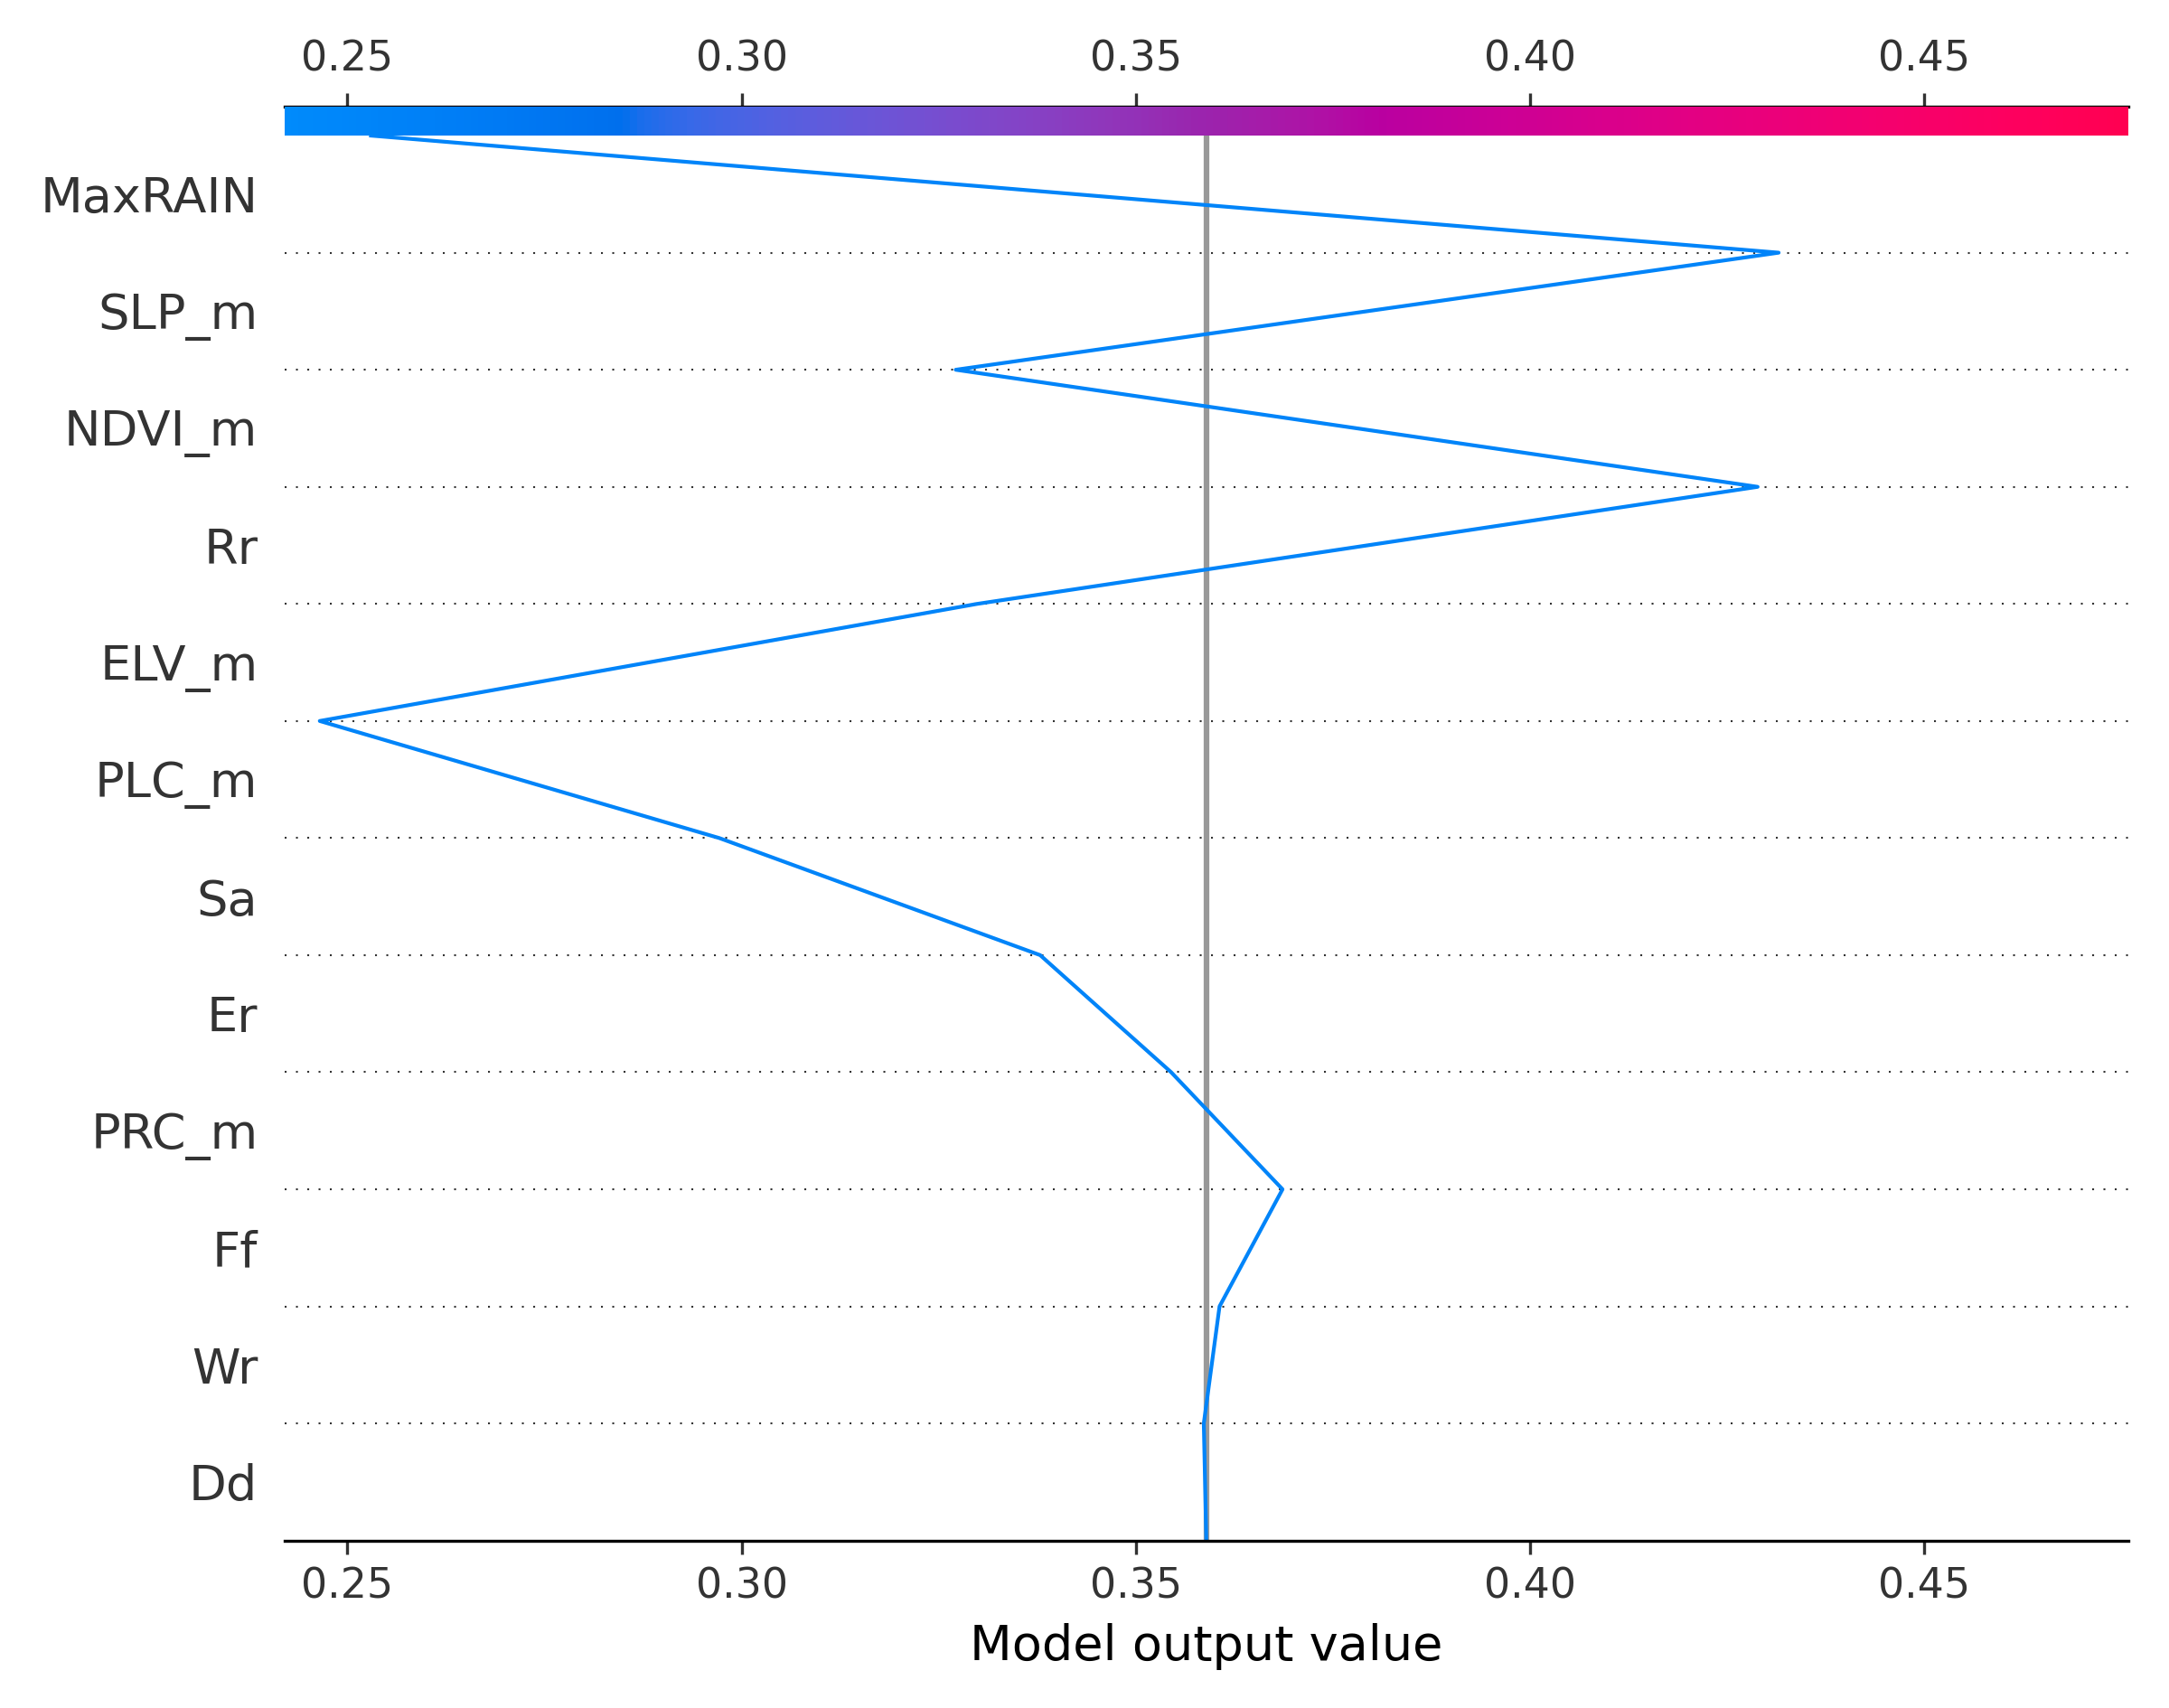 0.25 0.30 0.35 0.40 0.45
MaxRAIN
SLP_m
NDVI_m
Rr
ELV_m
PLC_m
Sa
Er
PRC_m
Ff
Wr
Dd
0.25 0.30 0.35 0.40 0.45
Model output value